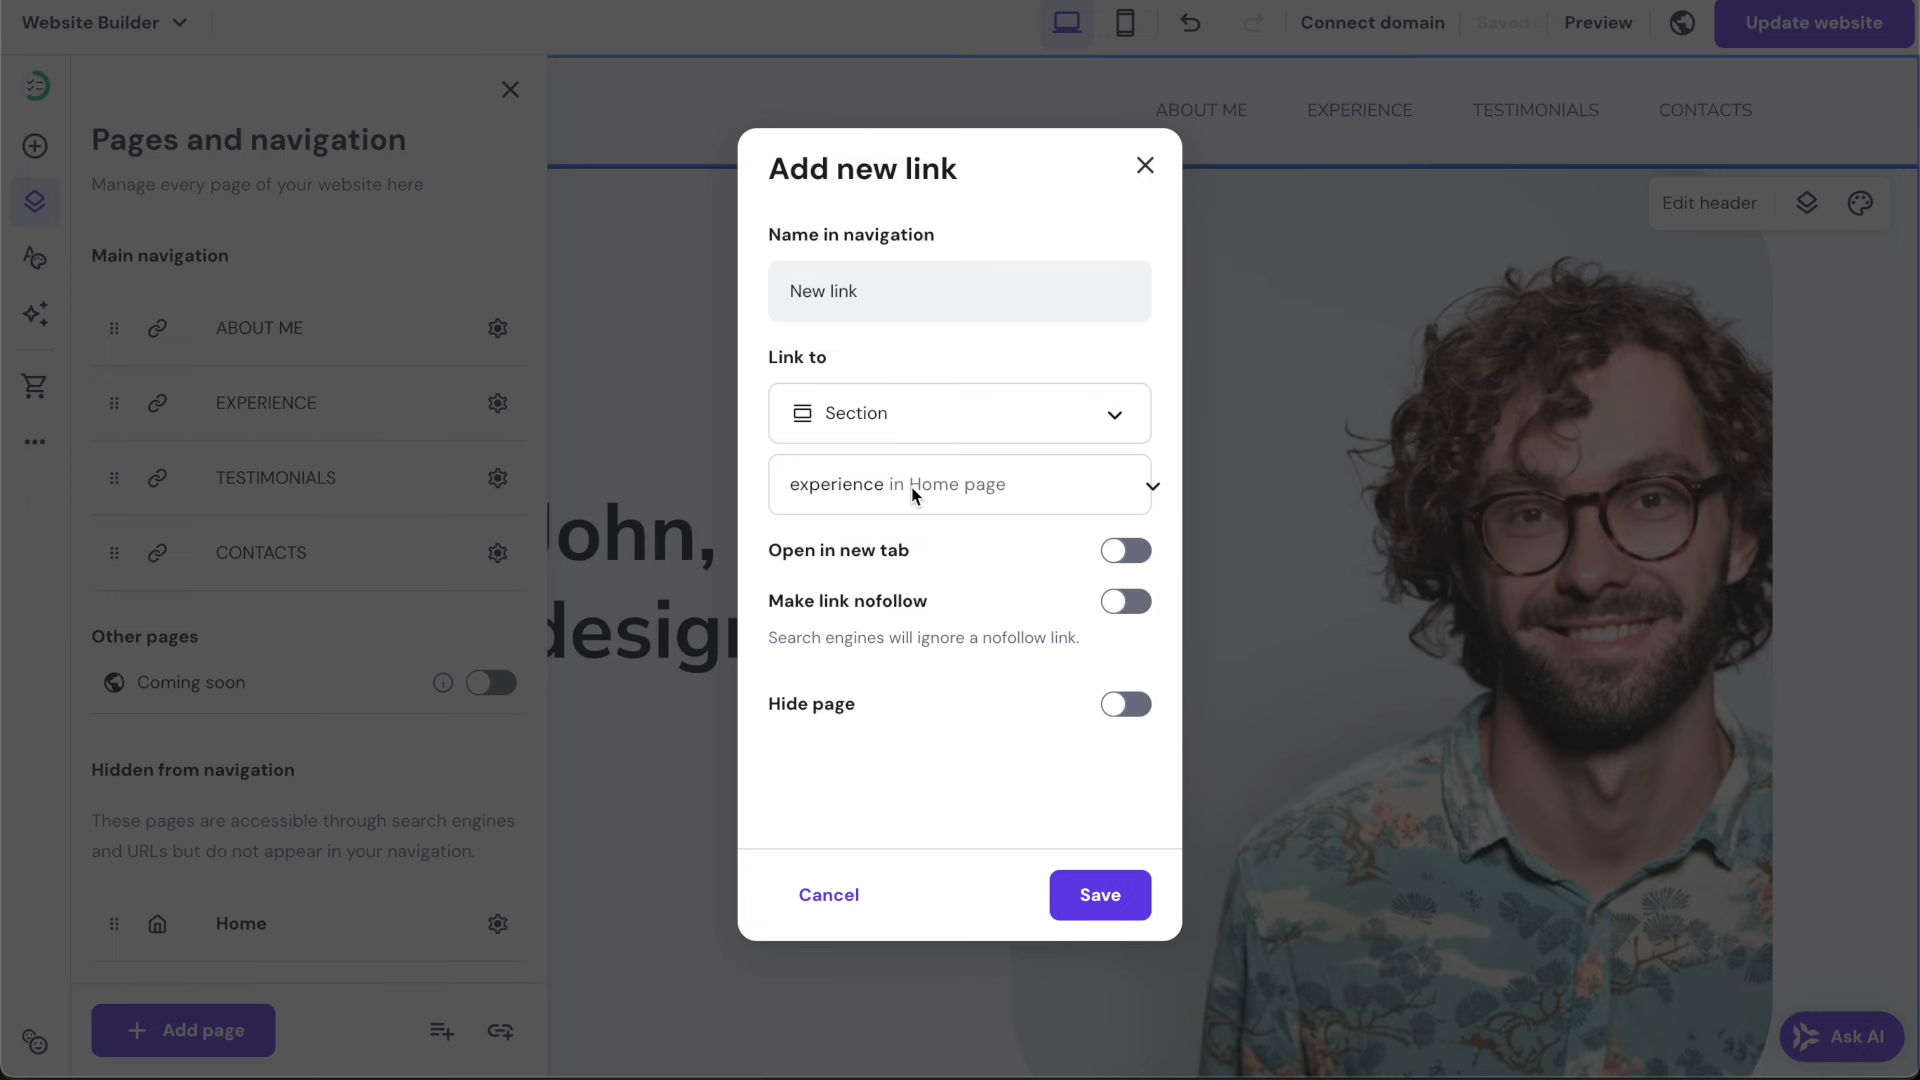 Website Builder
Connect domain
Saved
Preview
Update website
Pages and navigation
Manage every page of your website here
Main navigation
ABOUT ME
EXPERIENCE
TESTIMONIALS
CONTACTS
Other pages
Coming soon
Hidden from navigation
These pages are accessible through search engines
and URLs but do not appear in your navigation.
Home
Add page
ABOUT ME
EXPERIENCE
TESTIMONIALS
CONTACTS
Edit header
John,
design
Add new link
Name in navigation
New link
Link to
Section
experience in Home page
Open in new tab
Make link nofollow
Search engines will ignore a nofollow link.
Hide page
Cancel
Save
Ask AI